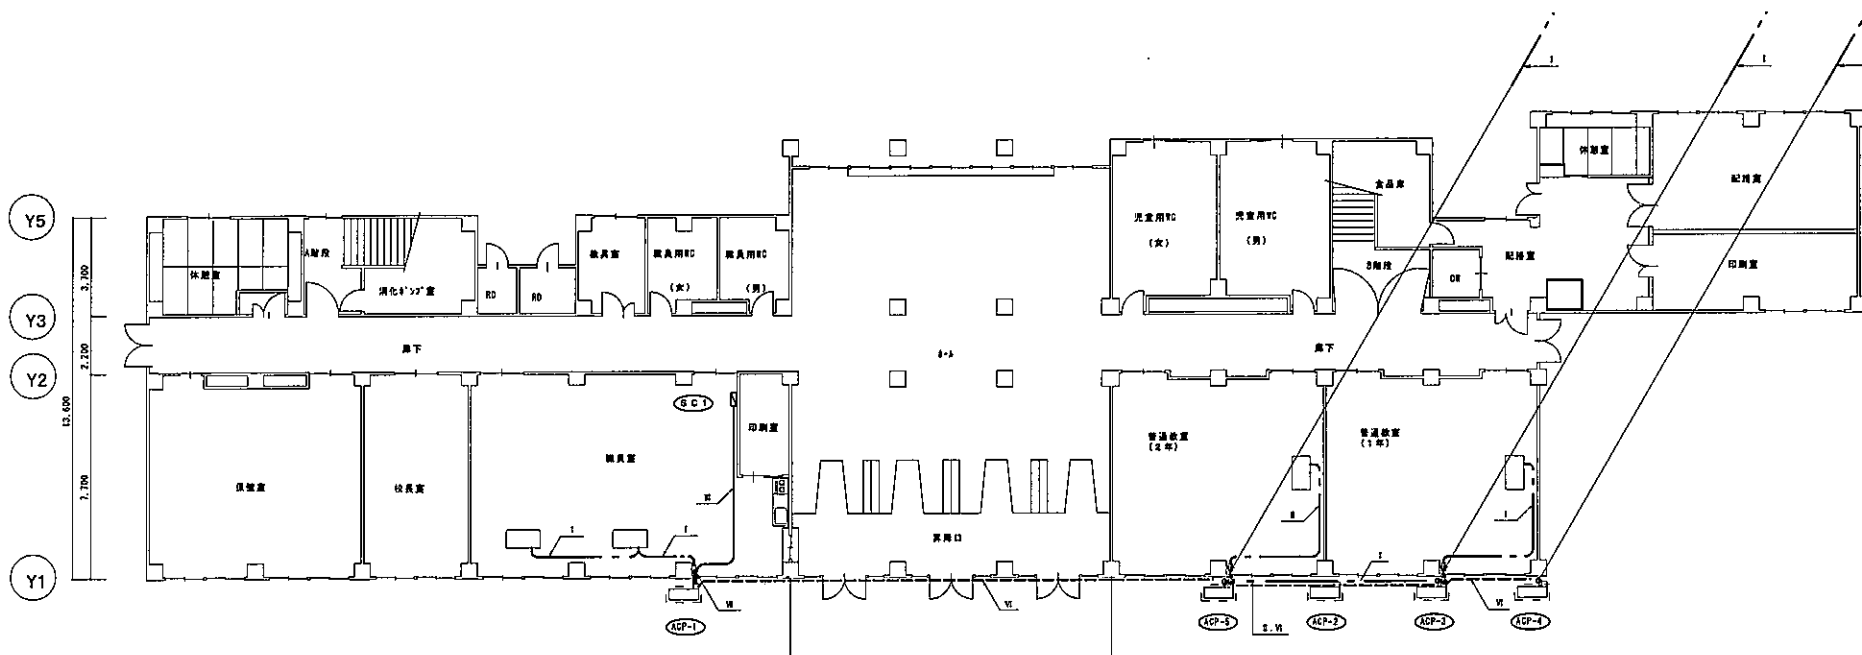 Y5
Y3
Y2
Y1
3,700
2,200
7,700
13,600
休憩室
A階段
消化ポンプ室
RD
RD
教具室
職員用WC
(女)
職員用WC
(男)
児童用WC
(女)
児童用WC
(男)
食品庫
B階段
DW
配膳室
休憩室
配膳室
印刷室
廊下
ホール
廊下
保健室
校長室
職員室
SC1
印刷室
昇降口
普通教室
(2年)
普通教室
(1年)
ACP-1
ACP-5
ACP-2
ACP-3
ACP-4
I
I
I
I
VI
VI